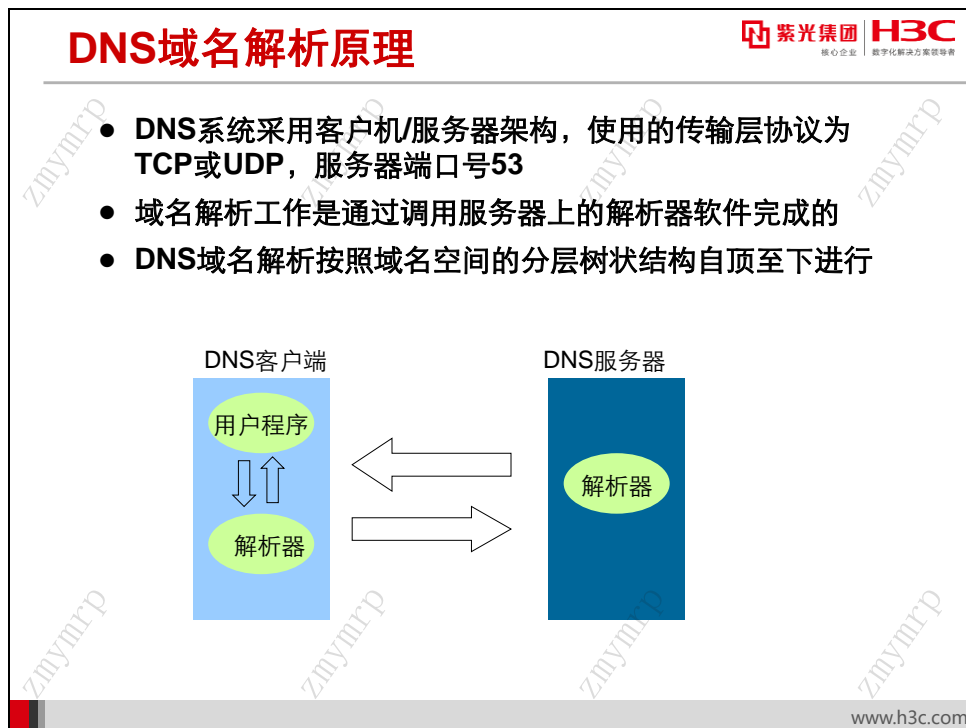 DNS域名解析原理
紫光集团
核心企业
H3C
数字化解决方案领导者
● DNS系统采用客户机/服务器架构，使用的传输层协议为
TCP或UDP，服务器端口号53
● 域名解析工作是通过调用服务器上的解析器软件完成的
● DNS域名解析按照域名空间的分层树状结构自顶至下进行
zmymrp
zmymrp
zmymrp
zmymrp
DNS客户端
DNS服务器
用户程序
解析器
解析器
zmymrp
zmymrp
zmymrp
zmymrp
www.h3c.com